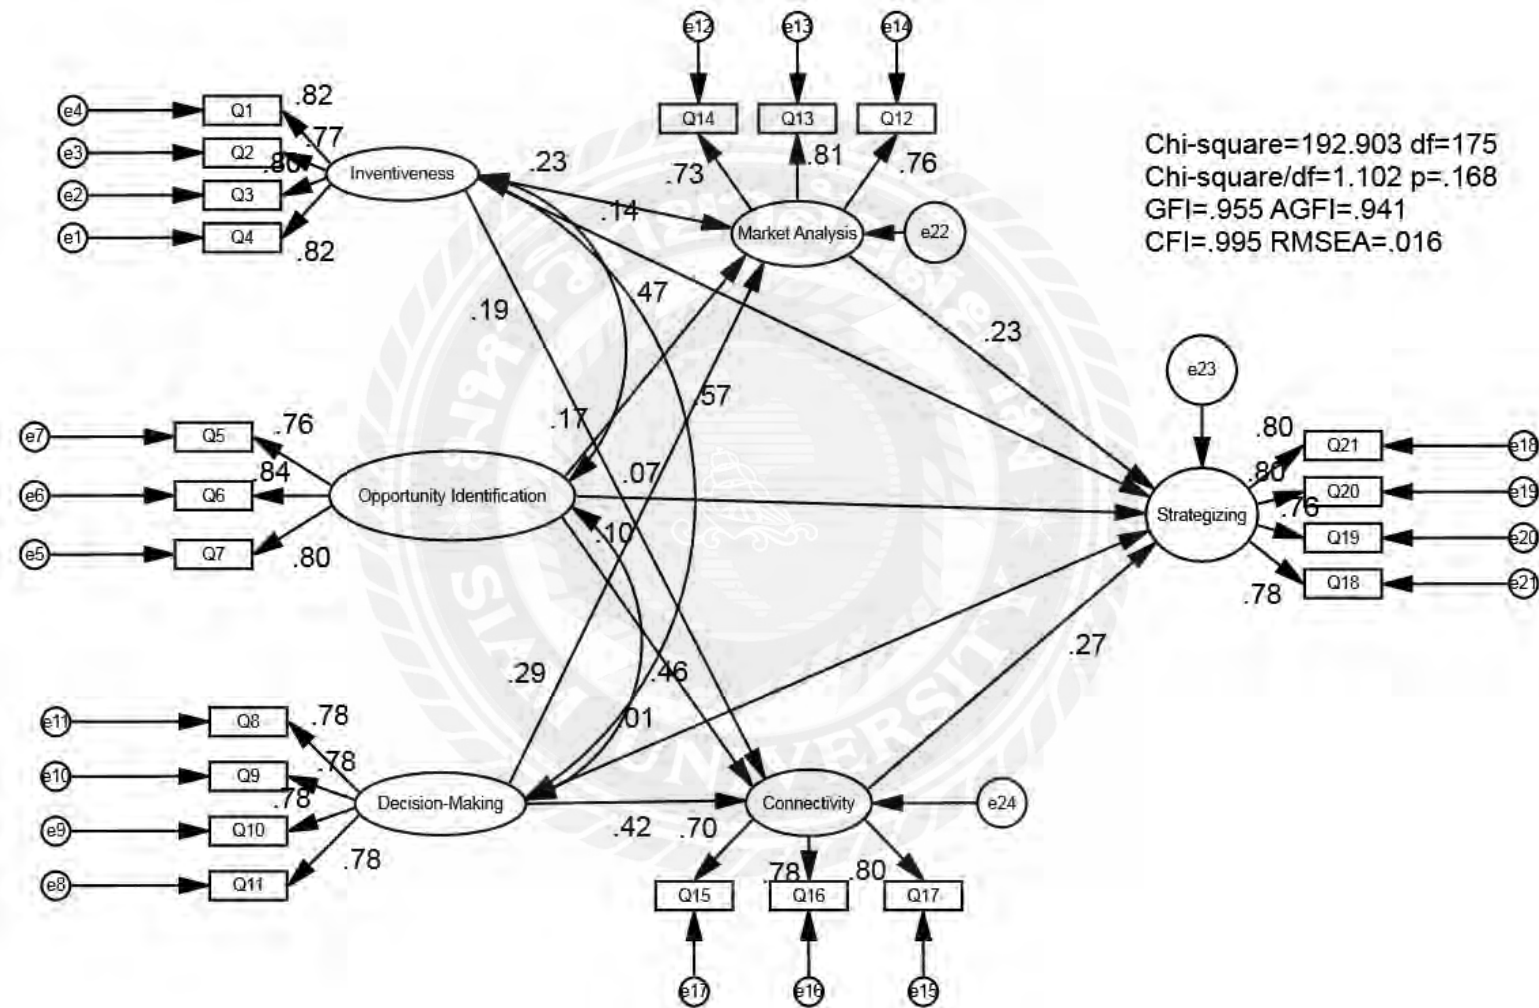 e12 e13 e14
Q14 Q13 Q12
.73 .81 .76
Market Analysis
e22
Chi-square=192.903 df=175
Chi-square/df=1.102 p=.168
GFI=.955 AGFI=.941
CFI=.995 RMSEA=.016
e4 Q1 .82
e3 Q2 .77
e2 Q3 .80
e1 Q4 .82
Inventiveness
.23
.14
.47
.19
.23
e23
.57
.17
e7 Q5 .76
e6 Q6 .84
e5 Q7 .80
Opportunity Identification
.07
.10
Strategizing
.80 Q21 e18
.80 Q20 e19
.76 Q19 e20
.78 Q18 e21
.27
.29
.46
.01
e11 Q8 .78
e10 Q9 .78
e9 Q10 .78
e8 Q11 .78
Decision-Making
Connectivity
e24
.42
.70 .78 .80
Q15 Q16 Q17
e17 e16 e15
SIAM UNIVERSITY